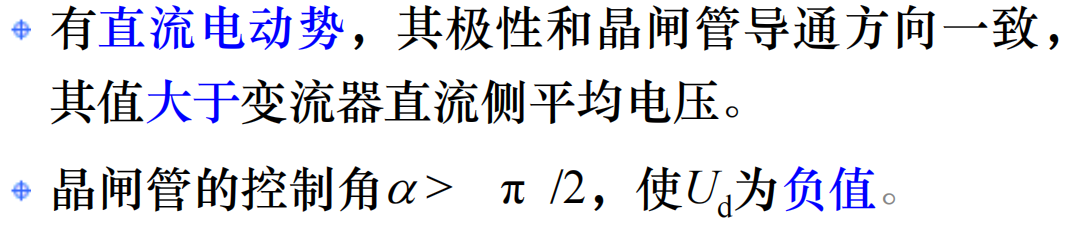 有直流电动势，其极性和晶闸管导通方向一致，
其值大于变流器直流侧平均电压。
晶闸管的控制角α > π /2，使Ud为负值。